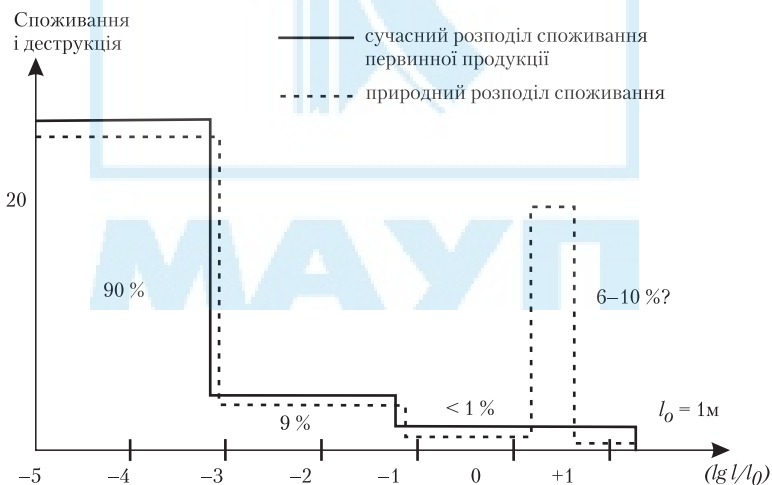 Споживання
і деструкція
сучасний розподіл споживання
первинної продукції
природний розподіл споживання
20
МАУП
90 %
6–10 %?
9 %
< 1 %
lo = 1м
–5 –4 –3 –2 –1 0 +1 (lg l/l0)